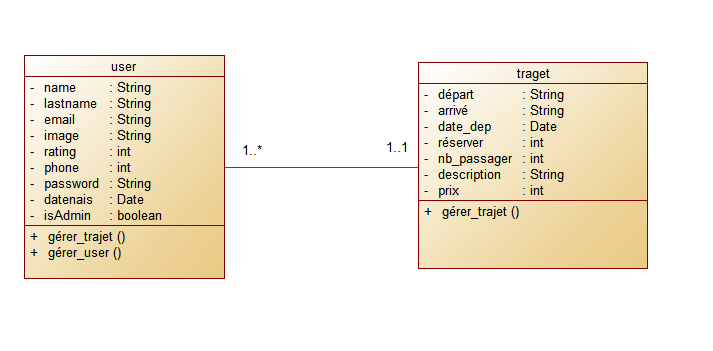 user
- name : String
- lastname : String
- email : String
- image : String
- rating : int
- phone : int
- password : String
- datenais : Date
- isAdmin : boolean
+ gérer_trajet ()
+ gérer_user ()
1..*
1..1
traget
- départ : String
- arrivé : String
- date_dep : Date
- réserver : int
- nb_passager : int
- description : String
- prix : int
+ gérer_trajet ()